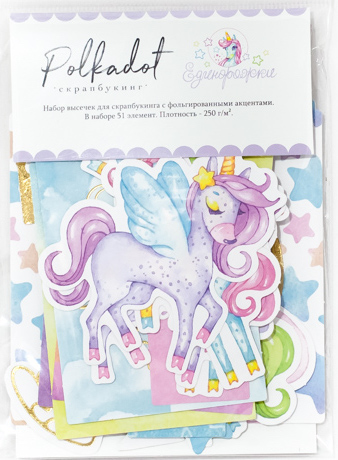 Polkadot
"скрапбукинг"
Единорожки
Набор высечек для скрапбукинга с фольгированными акцентами.
В наборе 51 элемент. Плотность - 250 г/м².